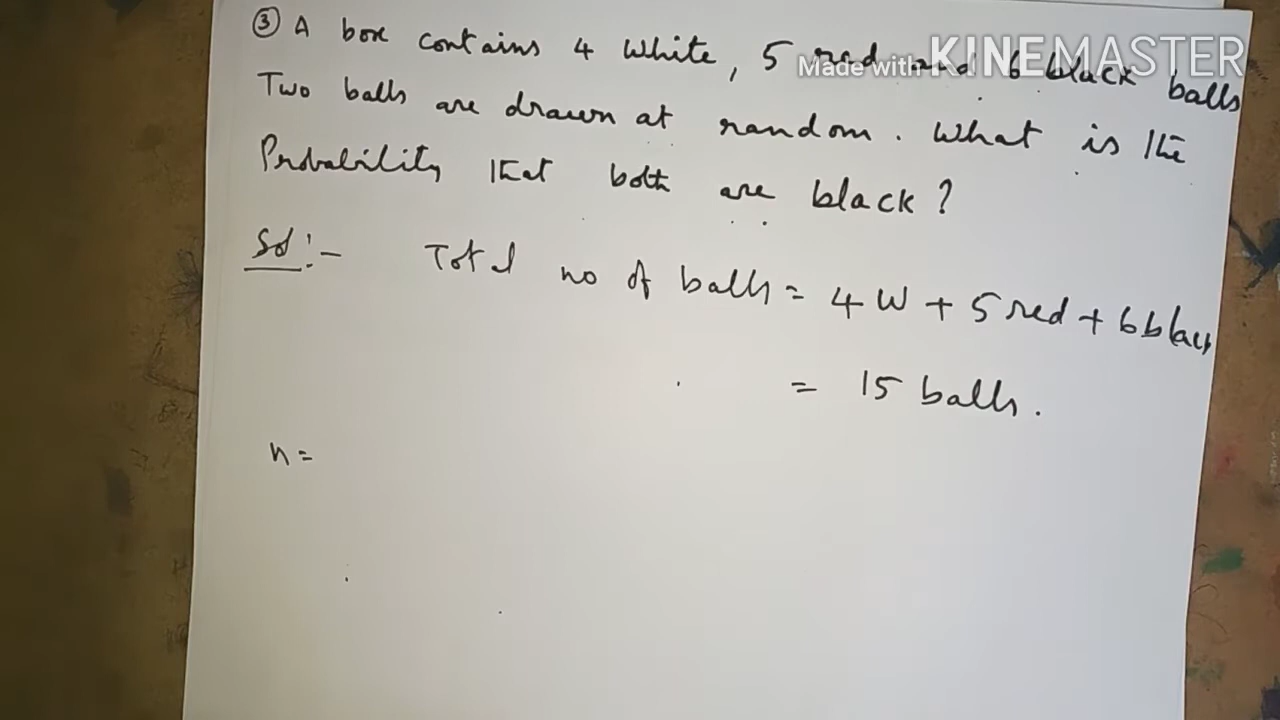 ③ A box contains 4 white, 5 red and 6 black balls
Made with KINEMASTER
Two balls are drawn at random. What is the
Probability that both are black?
Sol:- Total no of balls = 4 W + 5 red + 6 black
= 15 balls.
n =